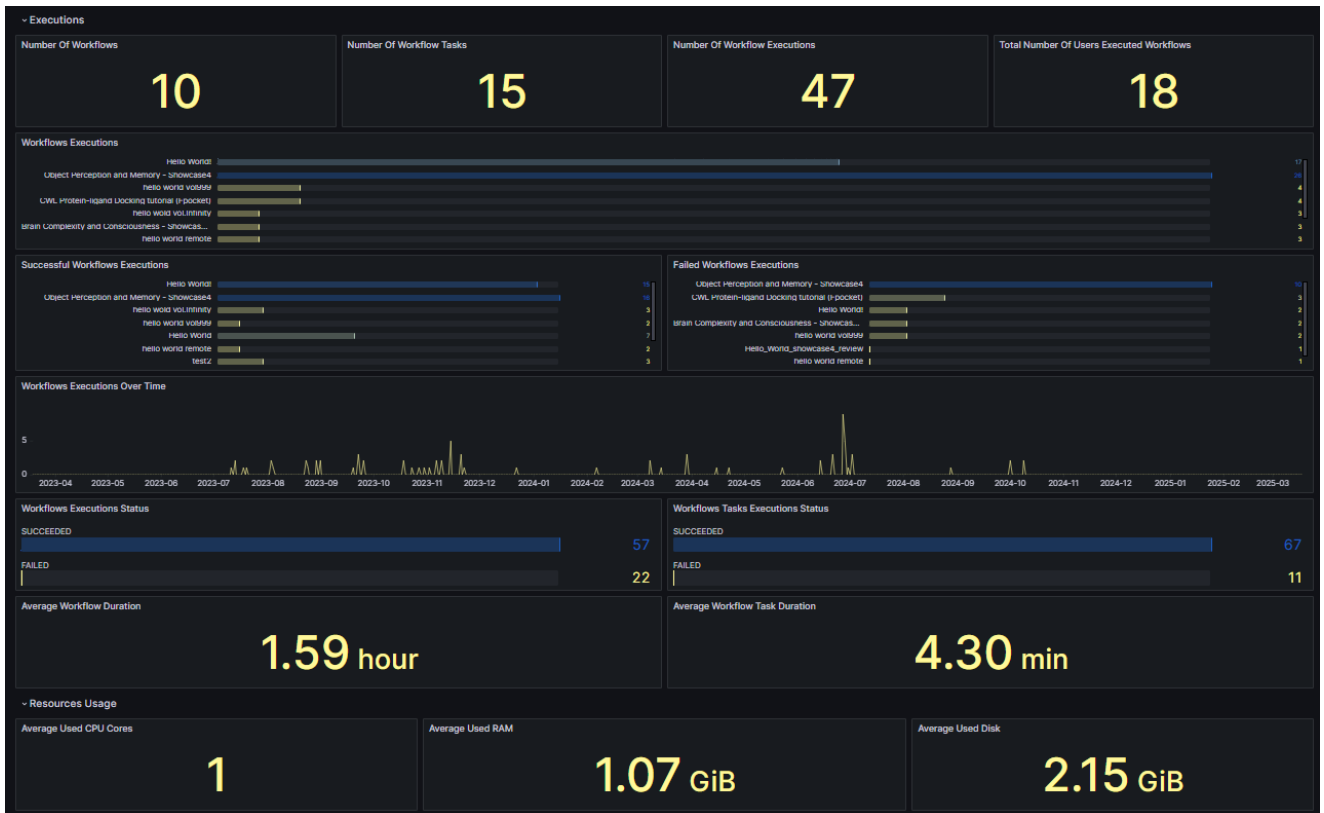 Executions
Number Of Workflows
Number Of Workflow Tasks
Number Of Workflow Executions
Total Number Of Users Executed Workflows
10
15
47
18
Workflows Executions
Hello World! 17
Object Perception and Memory - Showcase4 26
hello world vol999 4
CWL Protein-ligand Docking tutorial (Fpocket) 4
hello wold vol.infinity 3
Brain Complexity and Consciousness - Showcas... 3
hello world remote 3
Successful Workflows Executions
Hello World! 15
Object Perception and Memory - Showcase4 16
hello wold vol.infinity 3
hello world vol999 2
Hello World 7
hello world remote 2
test2 3
Failed Workflows Executions
Object Perception and Memory - Showcase4 10
CWL Protein-ligand Docking tutorial (Fpocket) 3
Hello World! 2
Brain Complexity and Consciousness - Showcas... 2
hello world vol999 2
Hello_World_showcase4_review 1
hello world remote 1
Workflows Executions Over Time
5
0
2023-04 2023-05 2023-06 2023-07 2023-08 2023-09 2023-10 2023-11 2023-12 2024-01 2024-02 2024-03 2024-04 2024-05 2024-06 2024-07 2024-08 2024-09 2024-10 2024-11 2024-12 2025-01 2025-02 2025-03
Workflows Executions Status
SUCCEEDED
57
FAILED
22
Workflows Tasks Executions Status
SUCCEEDED
67
FAILED
11
Average Workflow Duration
1.59 hour
Average Workflow Task Duration
4.30 min
Resources Usage
Average Used CPU Cores
1
Average Used RAM
1.07 GiB
Average Used Disk
2.15 GiB